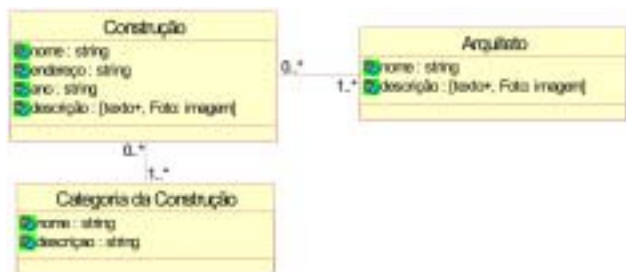 Construção
nome : string
endereço : string
ano : string
descrição : [texto+, Foto: imagem]
0..*
1..*
Arquiteto
nome : string
descrição : [texto+, Foto: imagem]
0..*
1..*
Categoria da Construção
nome : string
descriçao : string